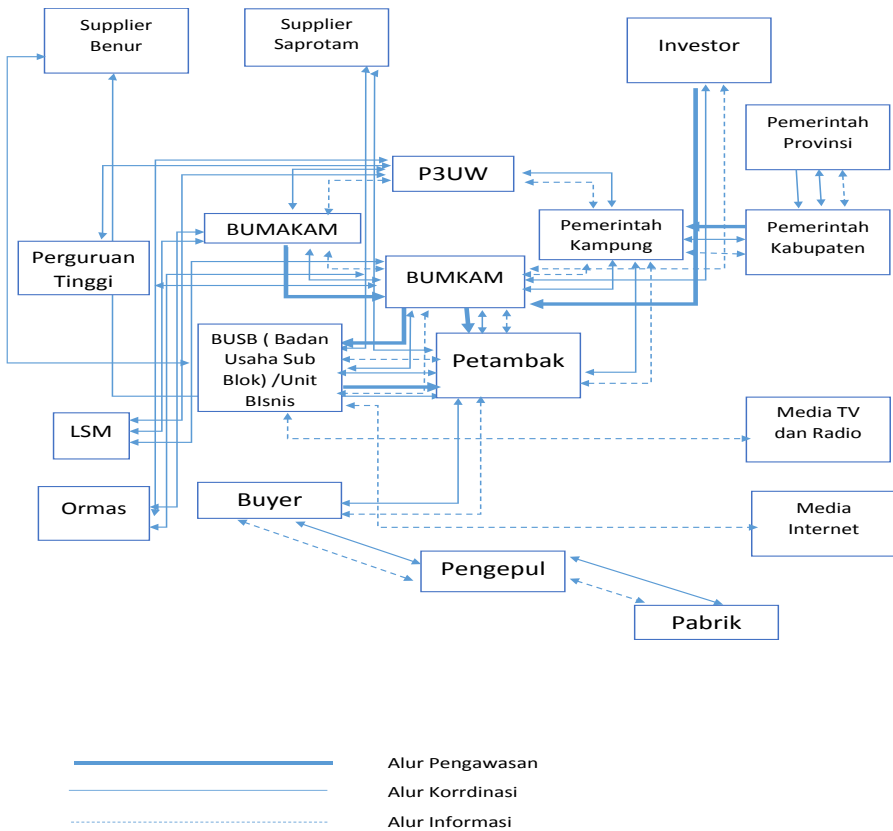 Supplier
Benur
Supplier
Saprotam
Investor
Pemerintah
Provinsi
P3UW
BUMAKAM
Pemerintah
Kampung
Pemerintah
Kabupaten
Perguruan
Tinggi
BUMKAM
BUSB ( Badan
Usaha Sub
Blok) /Unit
BIsnis
Petambak
LSM
Media TV
dan Radio
Ormas
Buyer
Media
Internet
Pengepul
Pabrik
Alur Pengawasan
Alur Korrdinasi
Alur Informasi